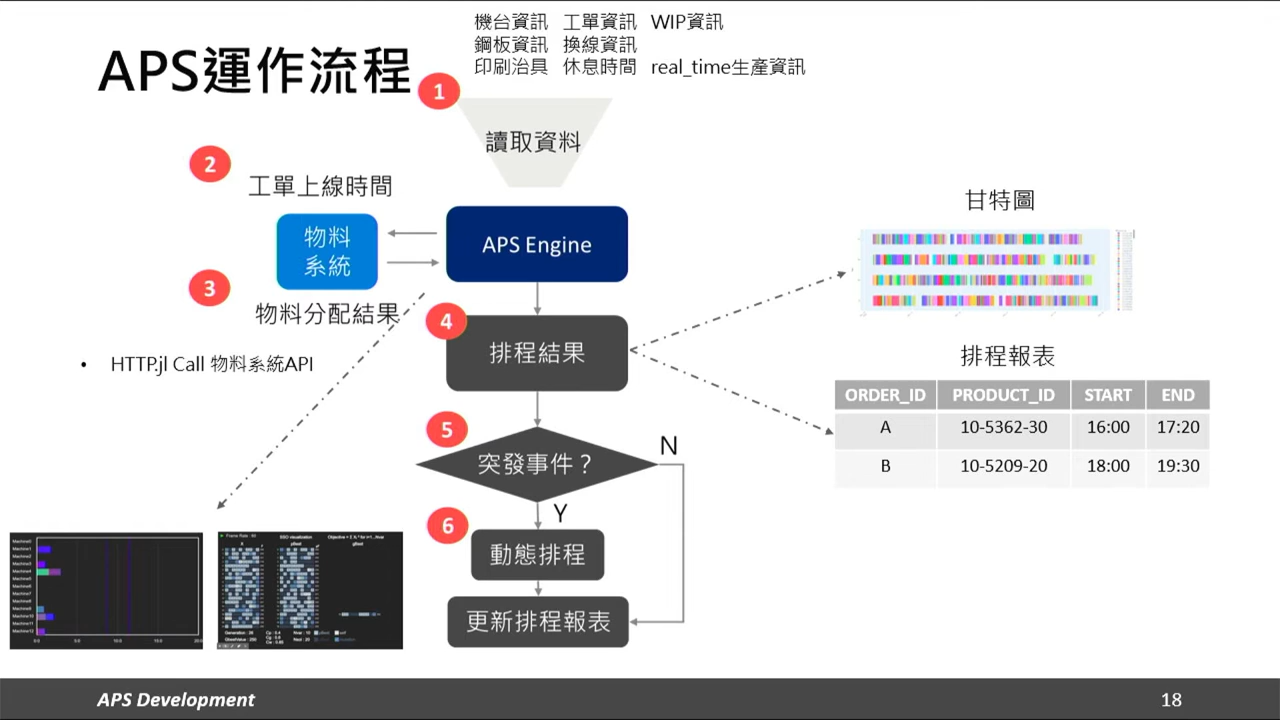 APS運作流程
機台資訊 工單資訊 WIP資訊
鋼板資訊 換線資訊
印刷治具 休息時間 real_time生產資訊
1
讀取資料
2
工單上線時間
物料
系統
APS Engine
3
物料分配結果
HTTP.jl Call 物料系統API
4
排程結果
5
突發事件？
N
Y
6
動態排程
更新排程報表
甘特圖
排程報表
ORDER_ID PRODUCT_ID START END
A 10-5362-30 16:00 17:20
B 10-5209-20 18:00 19:30
APS Development
18